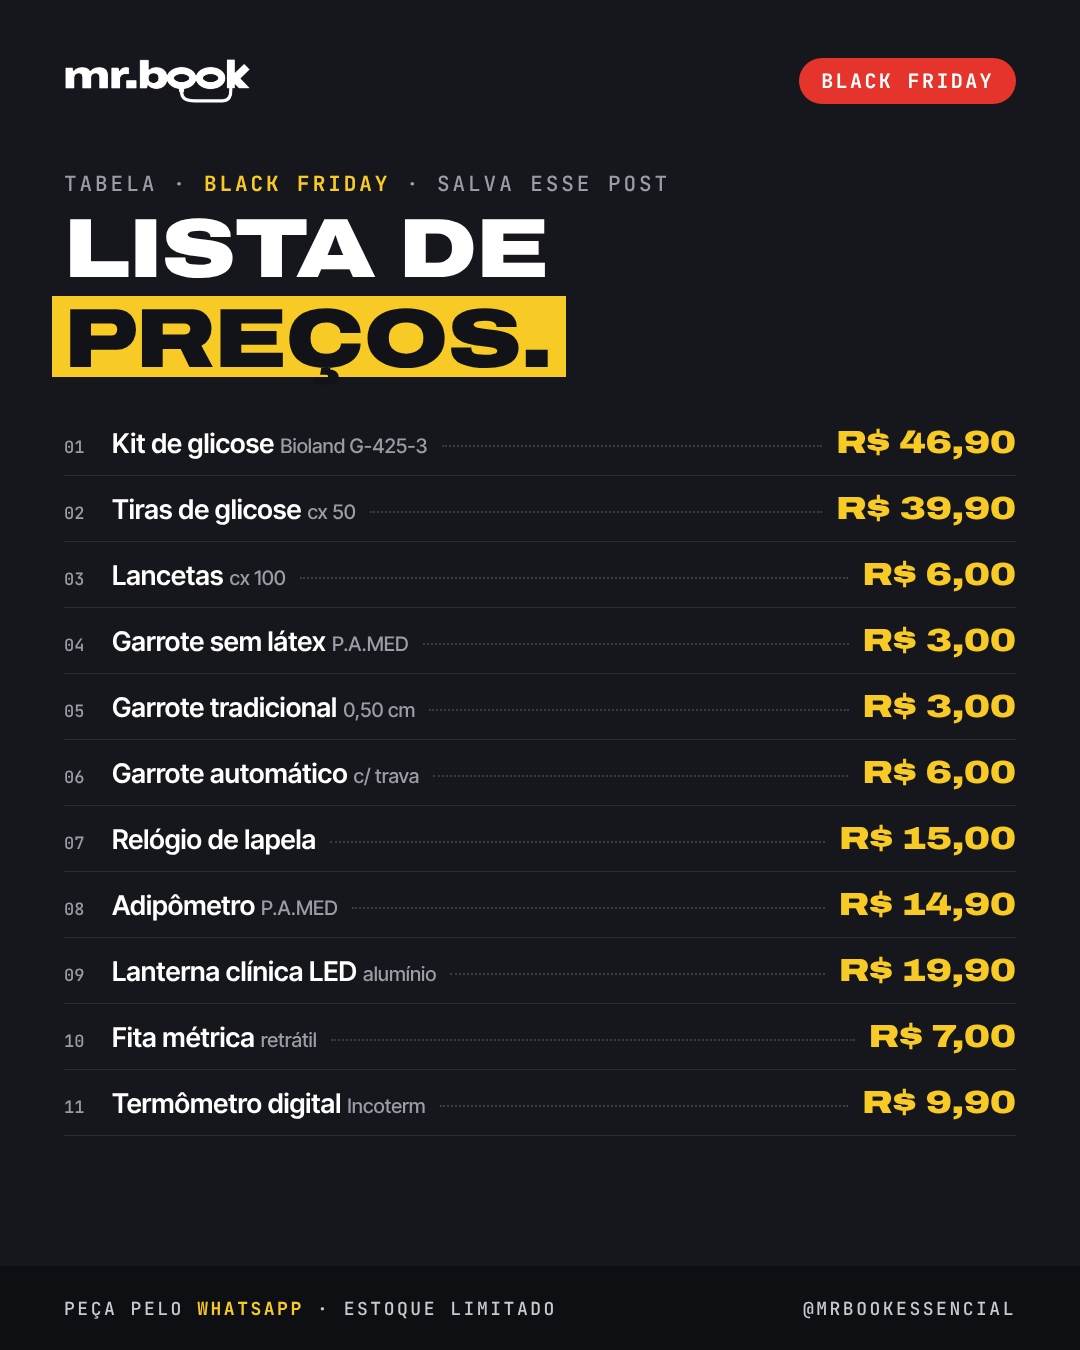 mr.book
BLACK FRIDAY
TABELA · BLACK FRIDAY · SALVA ESSE POST
LISTA DE
PREÇOS.
01 Kit de glicose Bioland G-425-3 R$ 46,90
02 Tiras de glicose cx 50 R$ 39,90
03 Lancetas cx 100 R$ 6,00
04 Garrote sem látex P.A.MED R$ 3,00
05 Garrote tradicional 0,50 cm R$ 3,00
06 Garrote automático c/ trava R$ 6,00
07 Relógio de lapela R$ 15,00
08 Adipômetro P.A.MED R$ 14,90
09 Lanterna clínica LED alumínio R$ 19,90
10 Fita métrica retrátil R$ 7,00
11 Termômetro digital Incoterm R$ 9,90
PEÇA PELO WHATSAPP · ESTOQUE LIMITADO
@MRBOOKESSENCIAL